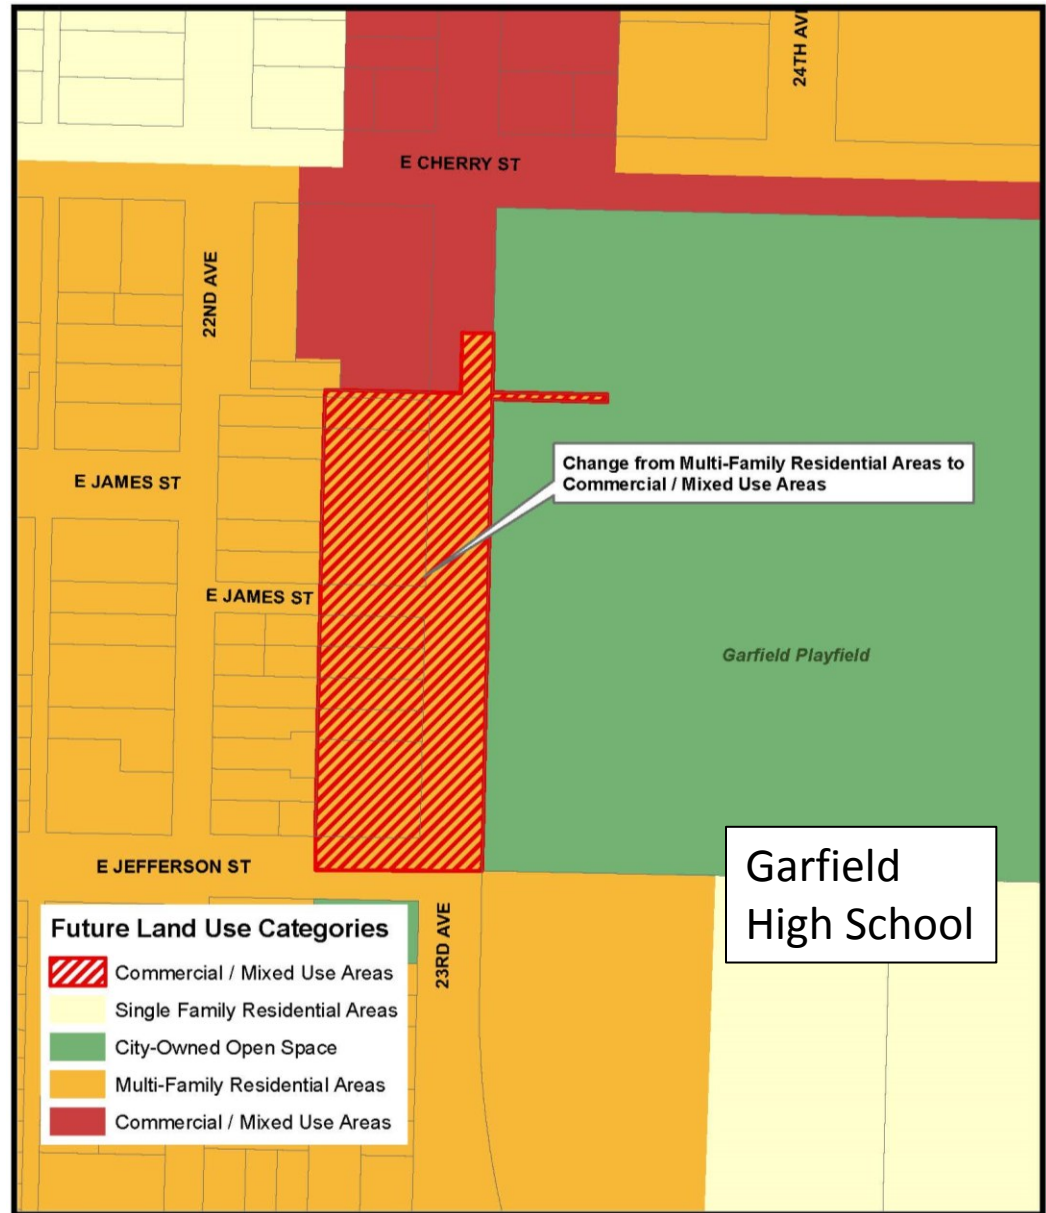 24TH AVE
E CHERRY ST
22ND AVE
Change from Multi-Family Residential Areas to
Commercial / Mixed Use Areas
E JAMES ST
E JAMES ST
Garfield Playfield
E JEFFERSON ST
Garfield
High School
23RD AVE
Future Land Use Categories
Commercial / Mixed Use Areas
Single Family Residential Areas
City-Owned Open Space
Multi-Family Residential Areas
Commercial / Mixed Use Areas